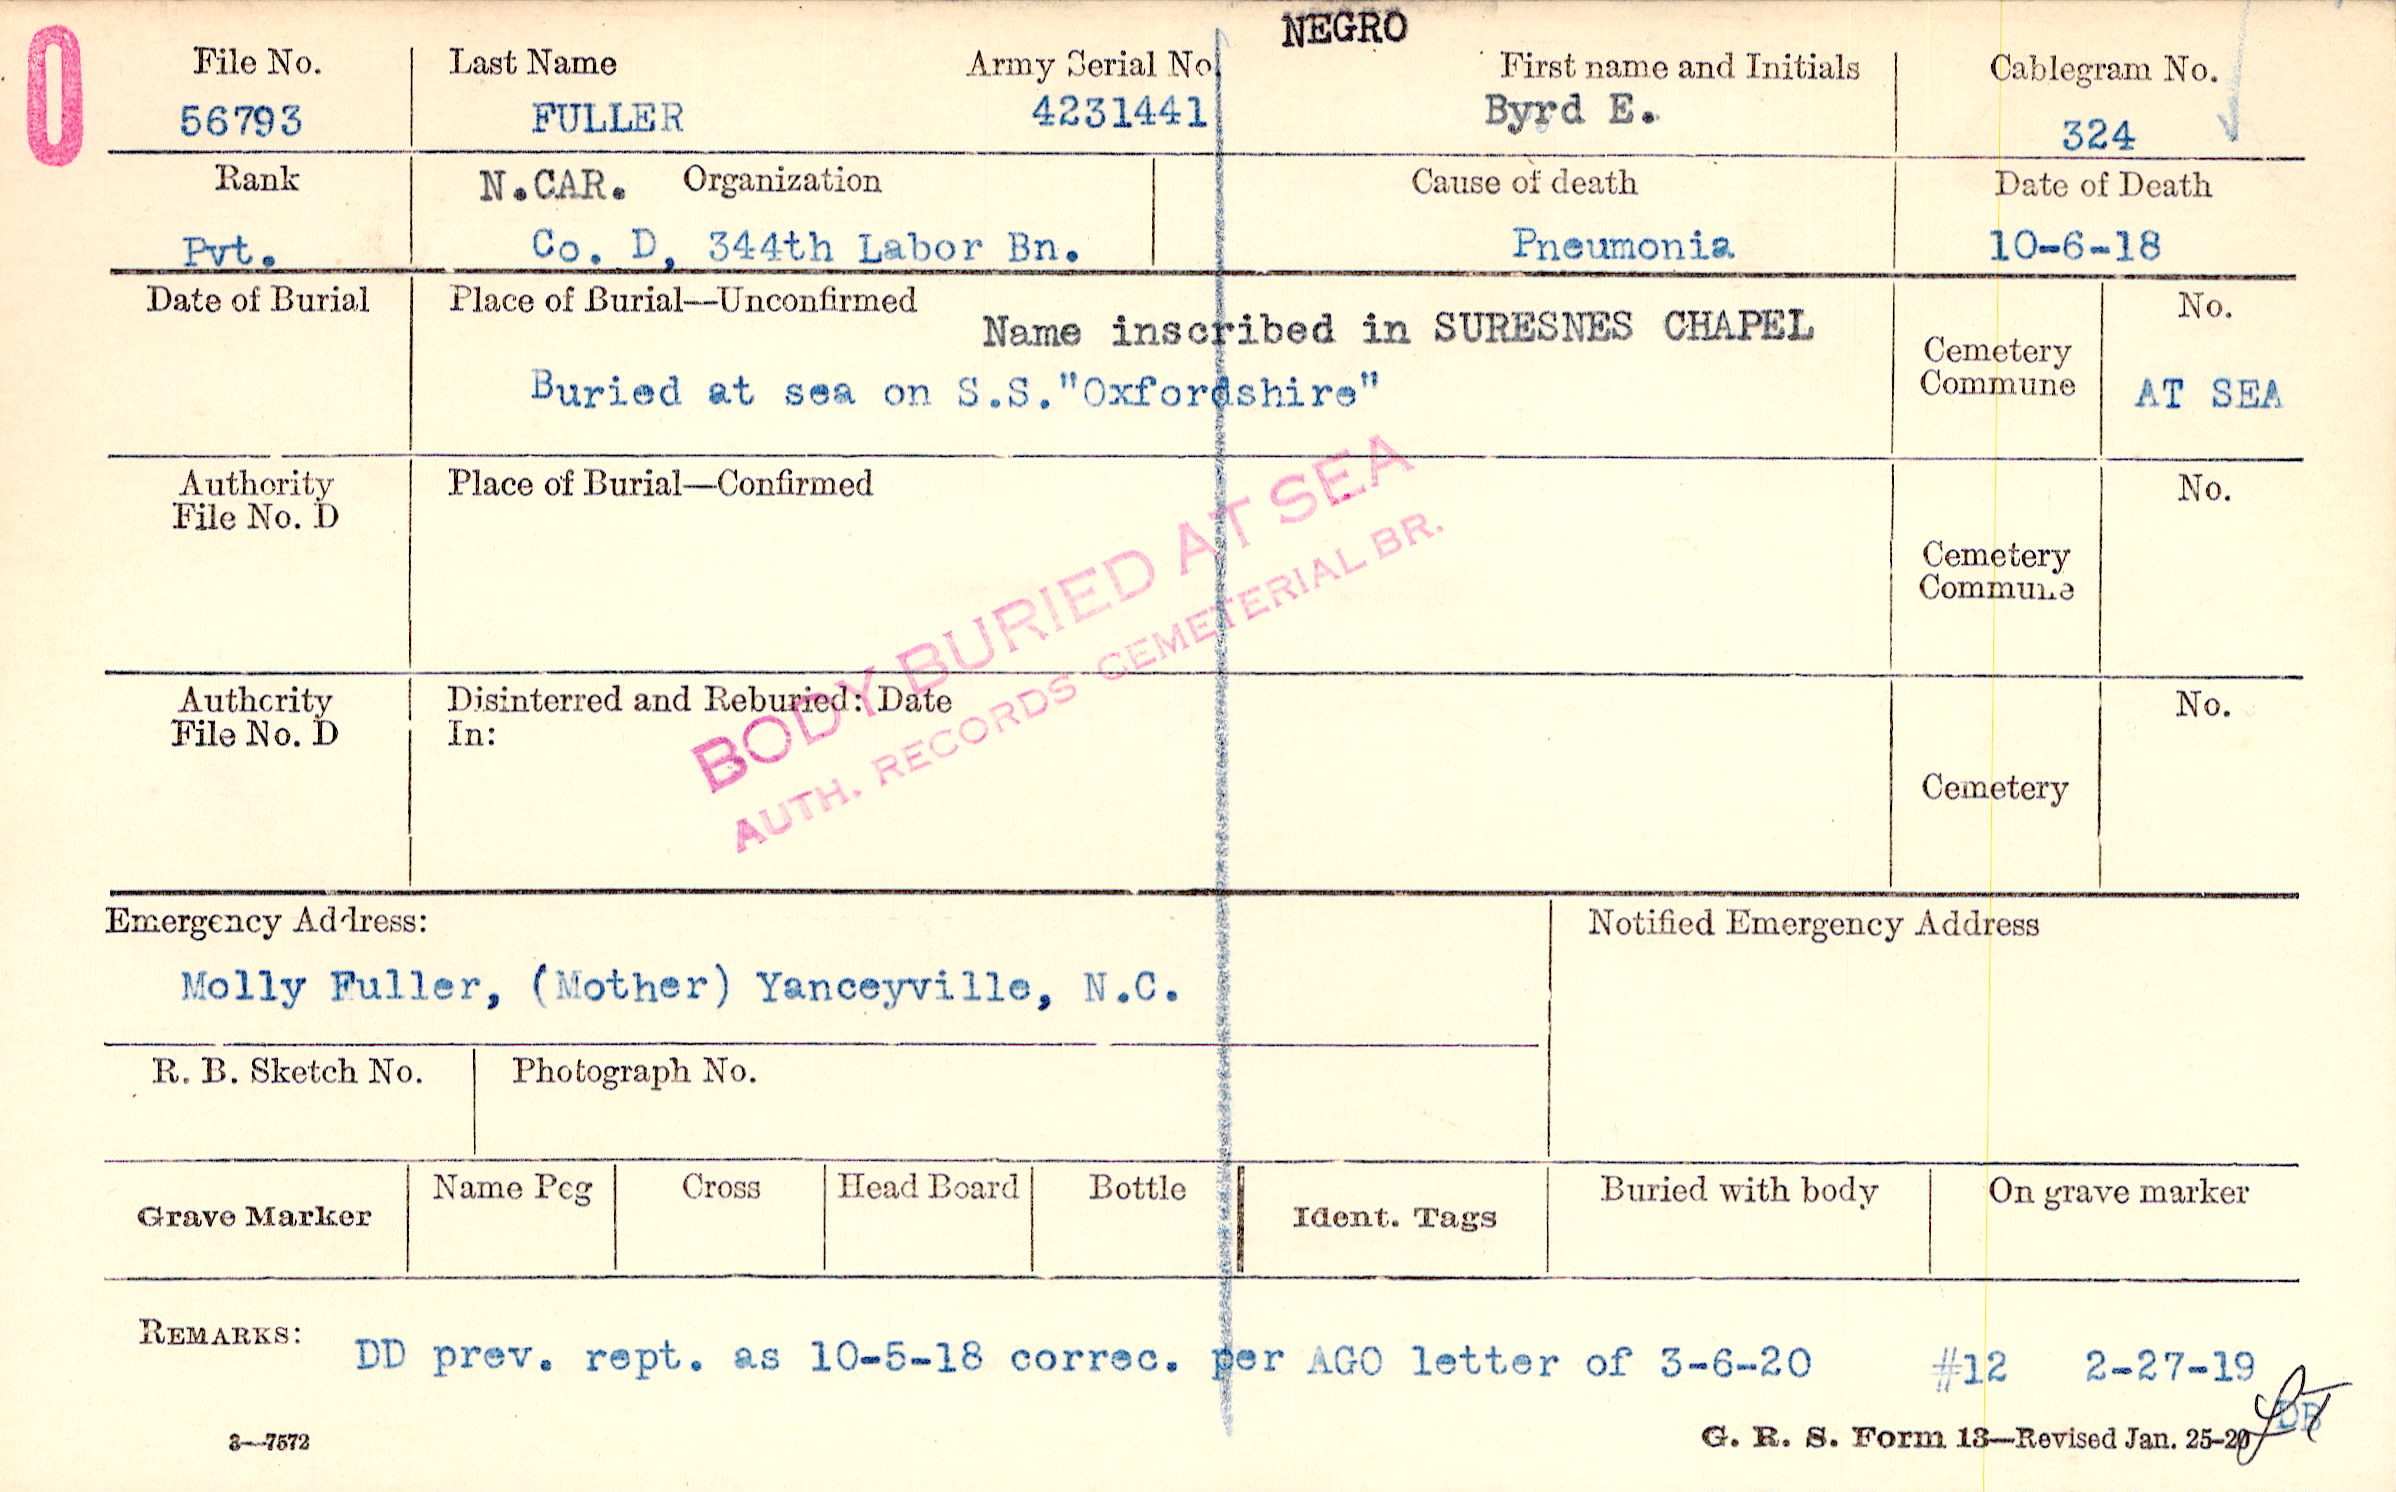 0
NEGRO
File No. Last Name Army Serial No. First name and Initials Cablegram No.
56793 FULLER 4231441 Byrd E. 324
Rank N.CAR. Organization Cause of death Date of Death
Pvt. Co. D, 344th Labor Bn. Pneumonia 10-6-18
Date of Burial Place of Burial—Unconfirmed No.
Name inscribed in SURESNES CHAPEL
Cemetery
Commune
Buried at sea on S.S."Oxfordshire" AT SEA
Authority Place of Burial—Confirmed No.
File No. D
Cemetery
Commune
BODY BURIED AT SEA
AUTH. RECORDS CEMETERIAL BR.
Authority Disinterred and Reburied: Date No.
File No. D In:
Cemetery
Emergency Address: Notified Emergency Address
Molly Fuller, (Mother) Yanceyville, N.C.
R. B. Sketch No. Photograph No.
Grave Marker Name Peg Cross Head Board Bottle Ident. Tags Buried with body On grave marker
REMARKS: DD prev. rept. as 10-5-18 correc. per AGO letter of 3-6-20 #12 2-27-19
DB
3—7572 G. R. S. Form 13—Revised Jan. 25-20